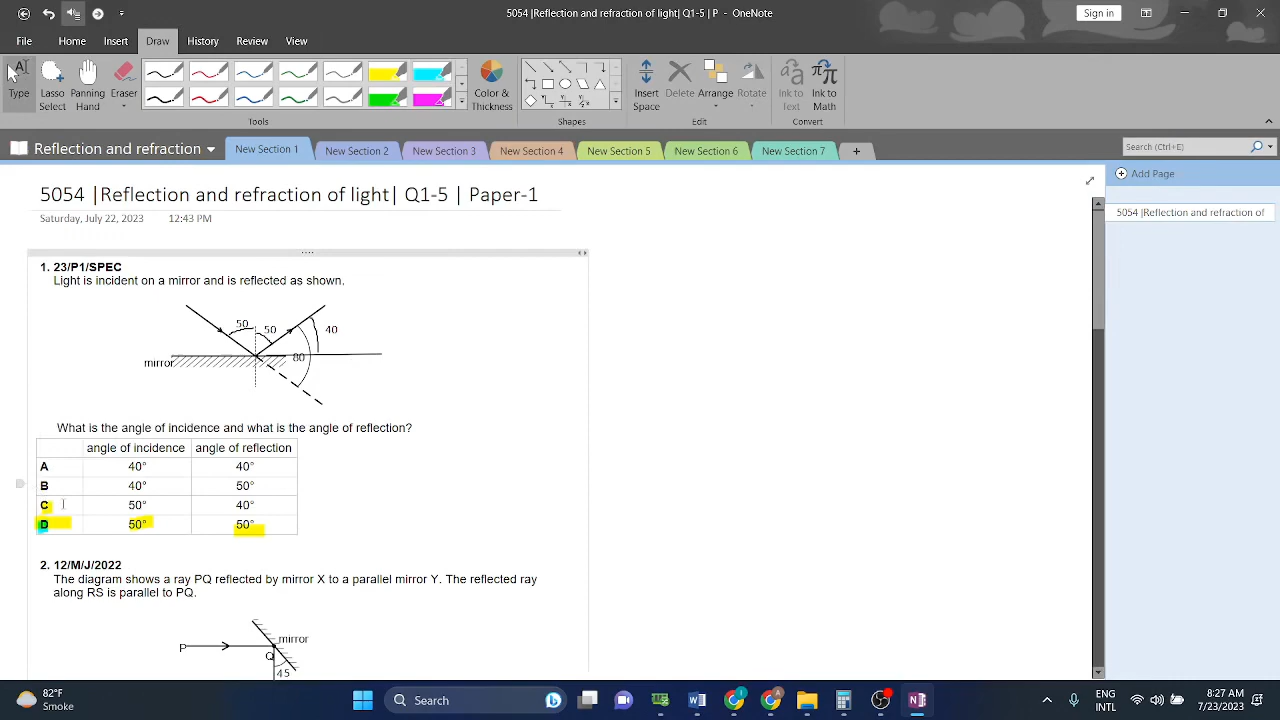 5054 |Reflection and refraction of light| Q1-5 | P - OneNote
Sign in
File
Home
Insert
Draw
History
Review
View
Type
Lasso Select
Panning Hand
Eraser
Color & Thickness
Insert Space
Delete
Arrange
Rotate
Ink to Text
Ink to Math
Tools
Shapes
Edit
Convert
Reflection and refraction
New Section 1
New Section 2
New Section 3
New Section 4
New Section 5
New Section 6
New Section 7
Search (Ctrl+E)
Add Page
5054 |Reflection and refraction of
5054 |Reflection and refraction of light| Q1-5 | Paper-1
Saturday, July 22, 2023 12:43 PM
1. 23/P1/SPEC
Light is incident on a mirror and is reflected as shown.
50
50
40
80
mirror
What is the angle of incidence and what is the angle of reflection?
angle of incidence angle of reflection
A 40° 40°
B 40° 50°
C 50° 40°
D 50° 50°
2. 12/M/J/2022
The diagram shows a ray PQ reflected by mirror X to a parallel mirror Y. The reflected ray
along RS is parallel to PQ.
mirror
P
Q
45
82°F
Smoke
Search
ENG
INTL
8:27 AM
7/23/2023